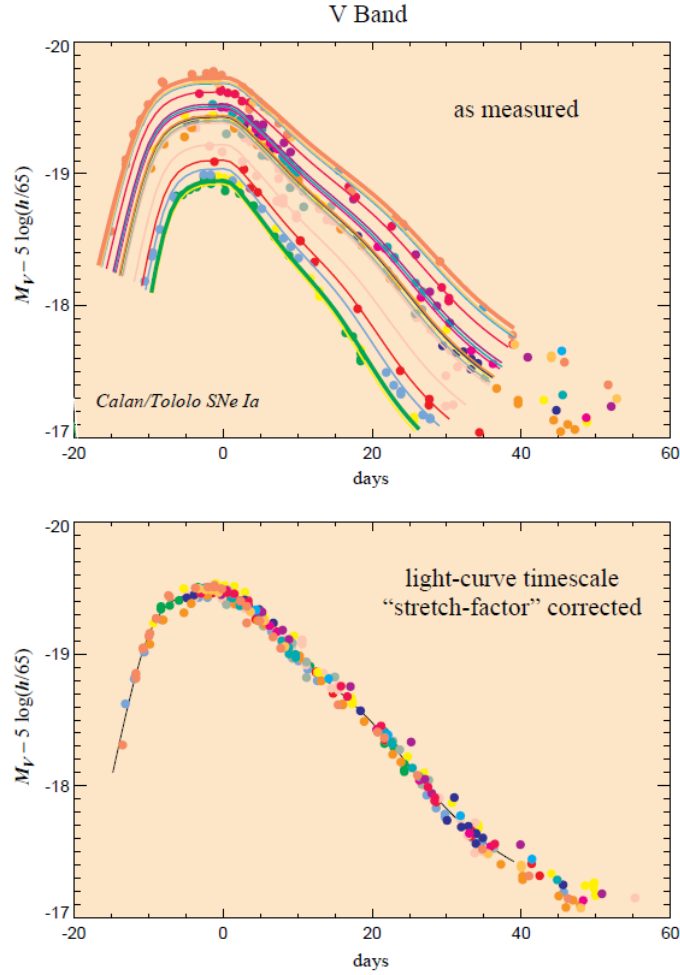 V Band
-20
as measured
-19
M_V – 5 log(h/65)
-18
Calan/Tololo SNe Ia
-17
-20 0 20 40 60
days
-20
light-curve timescale
“stretch-factor” corrected
-19
M_V – 5 log(h/65)
-18
-17
-20 0 20 40 60
days